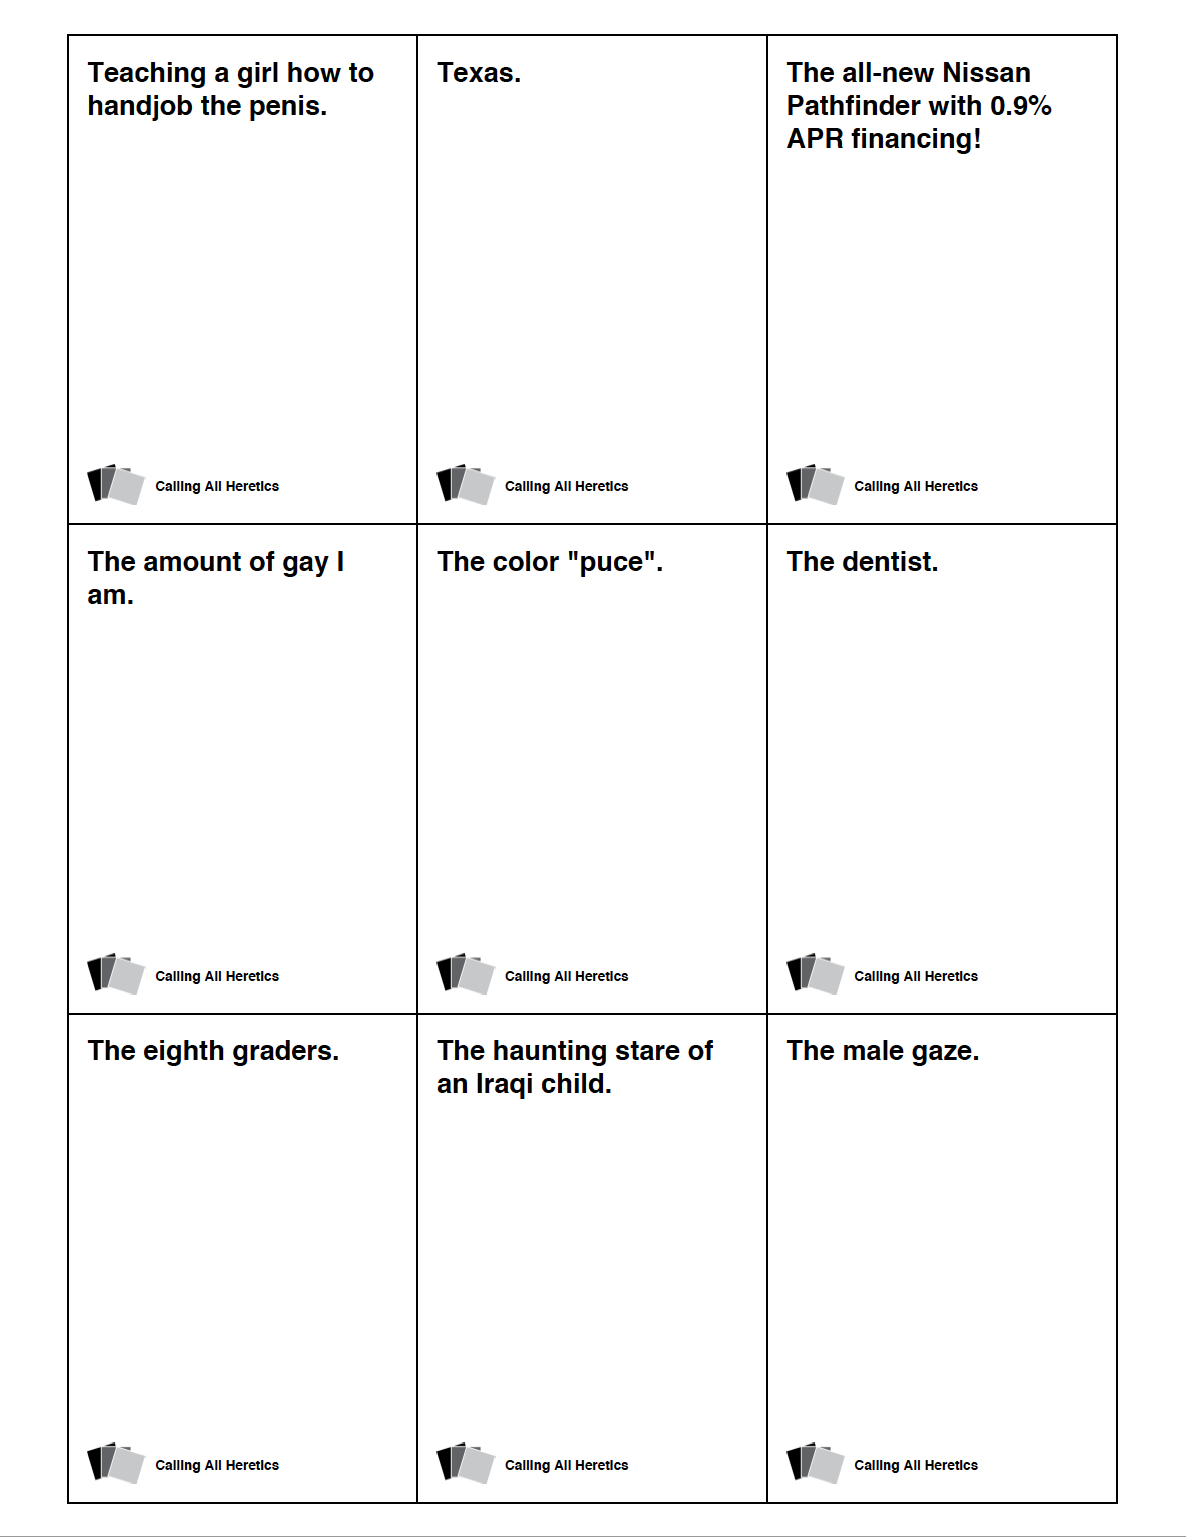 Teaching a girl how to
handjob the penis.
Calling All Heretics
Texas.
Calling All Heretics
The all-new Nissan
Pathfinder with 0.9%
APR financing!
Calling All Heretics
The amount of gay I
am.
Calling All Heretics
The color "puce".
Calling All Heretics
The dentist.
Calling All Heretics
The eighth graders.
Calling All Heretics
The haunting stare of
an Iraqi child.
Calling All Heretics
The male gaze.
Calling All Heretics